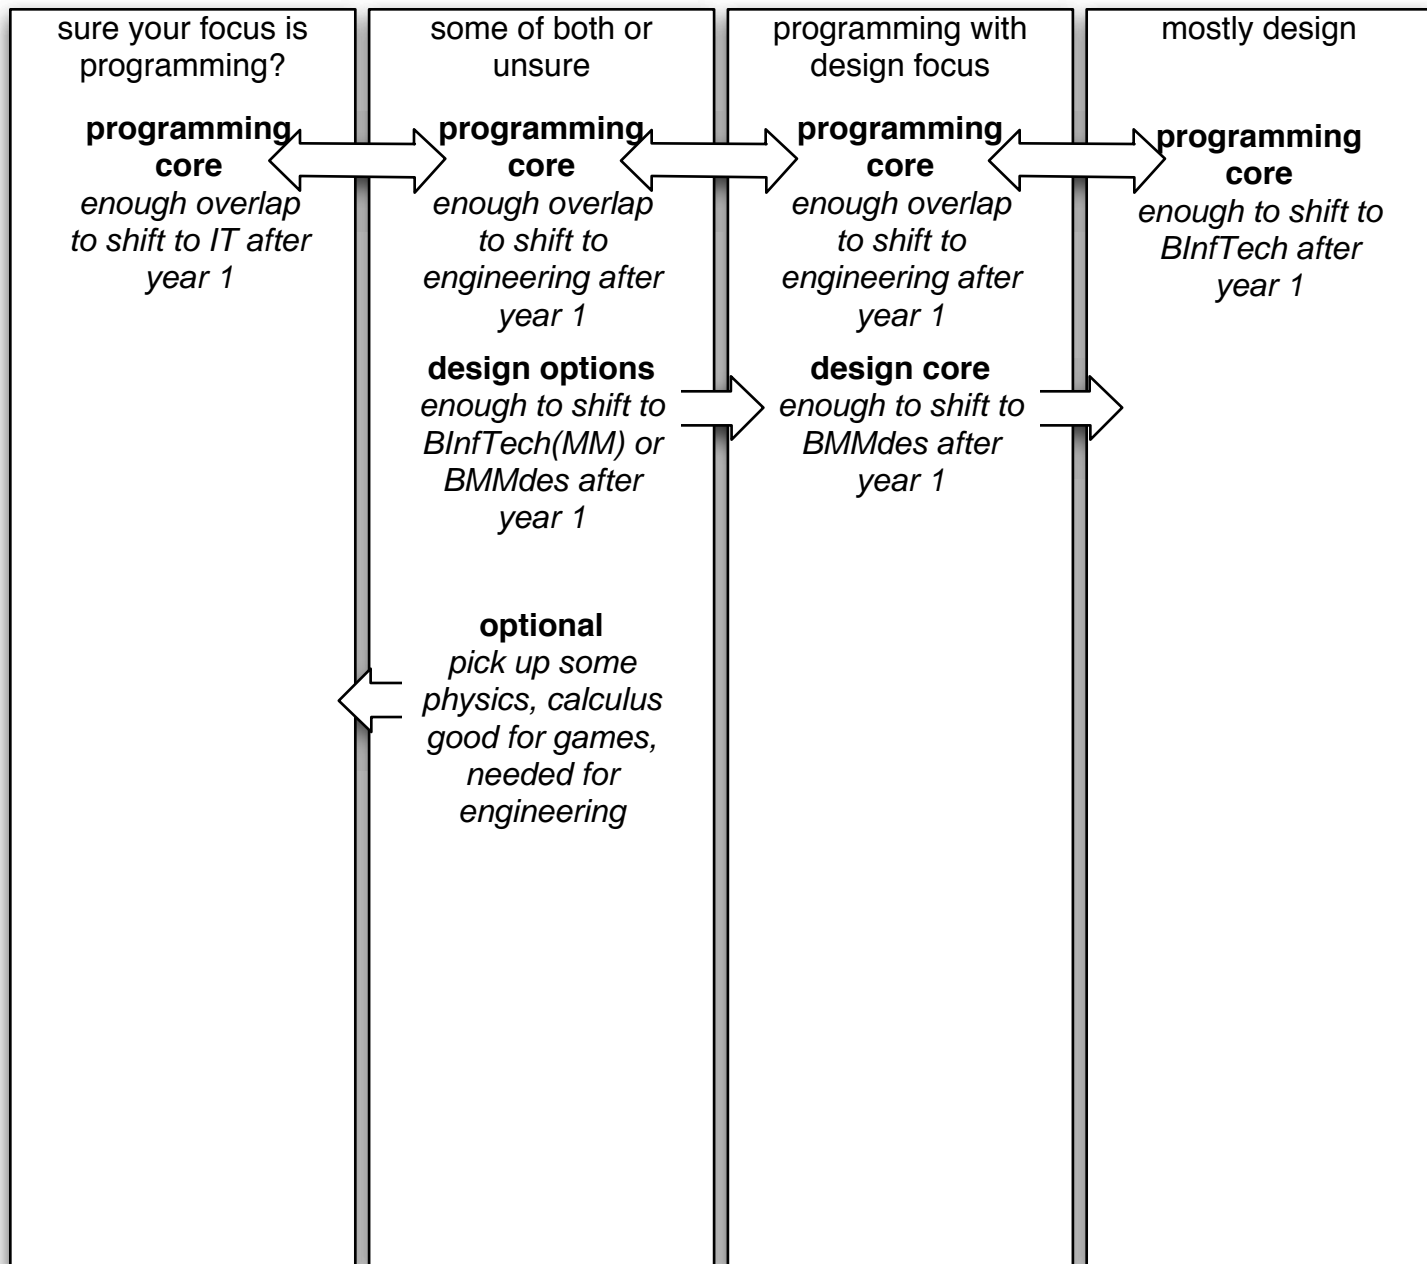 sure your focus is
programming?
programming
core
enough overlap
to shift to IT after
year 1
some of both or
unsure
programming
core
enough overlap
to shift to
engineering after
year 1
design options
enough to shift to
BInfTech(MM) or
BMMdes after
year 1
optional
pick up some
physics, calculus
good for games,
needed for
engineering
programming with
design focus
programming
core
enough overlap
to shift to
engineering after
year 1
design core
enough to shift to
BMMdes after
year 1
mostly design
programming
core
enough to shift to
BInfTech after
year 1